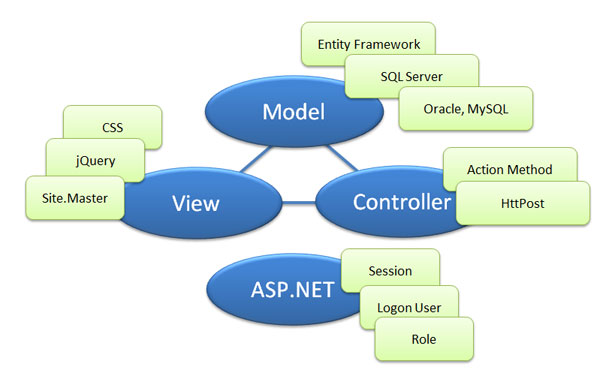 Entity Framework
SQL Server
Oracle, MySQL
Model
CSS
jQuery
Site.Master
View
Controller
Action Method
HttPost
ASP.NET
Session
Logon User
Role